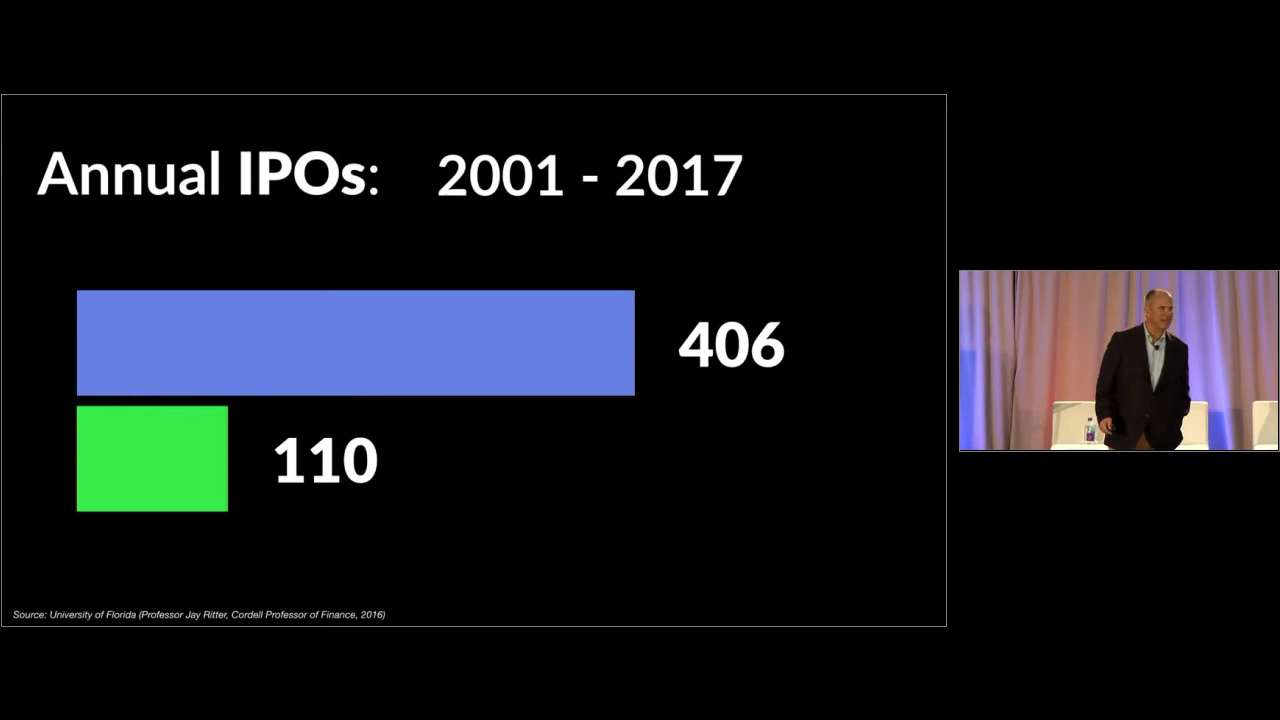 Annual IPOs: 2001 - 2017
406
110
Source: University of Florida (Professor Jay Ritter, Cordell Professor of Finance, 2016)